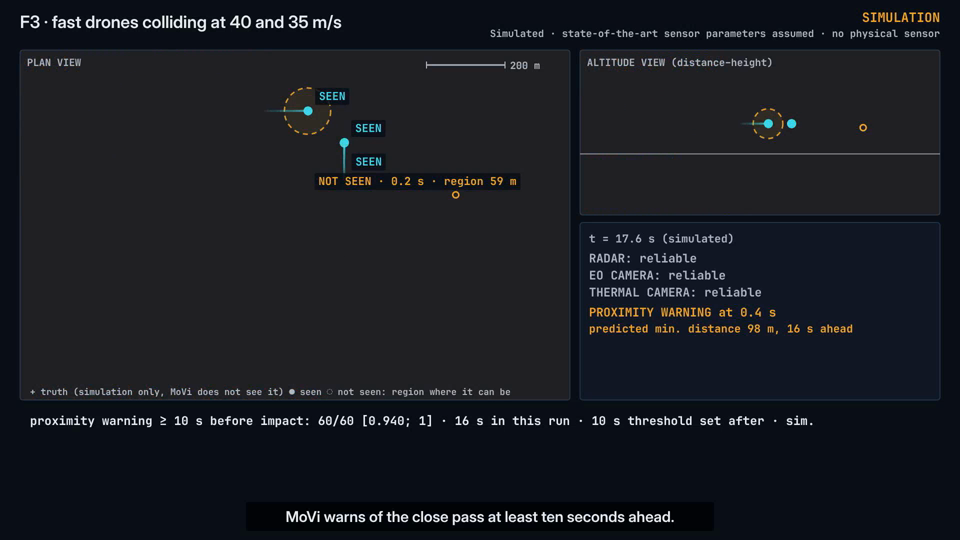 F3 · fast drones colliding at 40 and 35 m/s
SIMULATION
Simulated · state-of-the-art sensor parameters assumed · no physical sensor
PLAN VIEW
200 m
SEEN
SEEN
SEEN
NOT SEEN · 0.2 s · region 59 m
+ truth (simulation only, MoVi does not see it) ● seen ○ not seen: region where it can be
ALTITUDE VIEW (distance-height)
t = 17.6 s (simulated)
RADAR: reliable
EO CAMERA: reliable
THERMAL CAMERA: reliable
PROXIMITY WARNING at 0.4 s
predicted min. distance 98 m, 16 s ahead
proximity warning ≥ 10 s before impact: 60/60 [0.940; 1] · 16 s in this run · 10 s threshold set after · sim.
MoVi warns of the close pass at least ten seconds ahead.